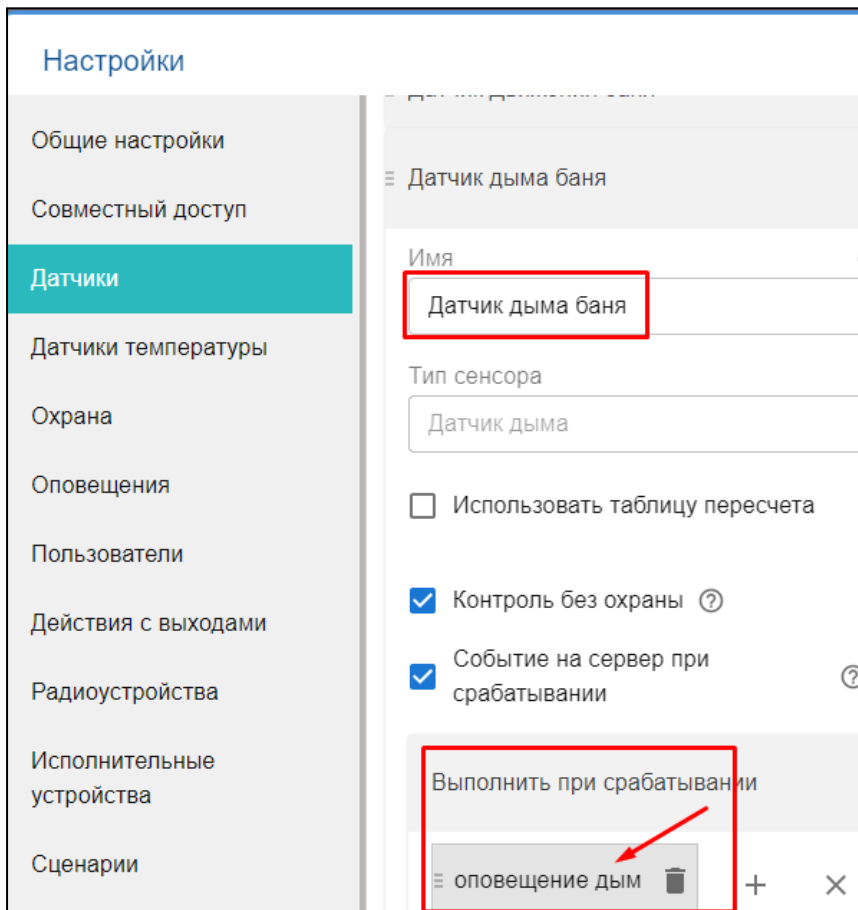 Настройки
Общие настройки
Совместный доступ
Датчики
Датчики температуры
Охрана
Оповещения
Пользователи
Действия с выходами
Радиоустройства
Исполнительные
устройства
Сценарии
Датчик дыма баня
Имя
Датчик дыма баня
Тип сенсора
Датчик дыма
Использовать таблицу пересчета
Контроль без охраны
Событие на сервер при
срабатывании
Выполнить при срабатывании
оповещение дым